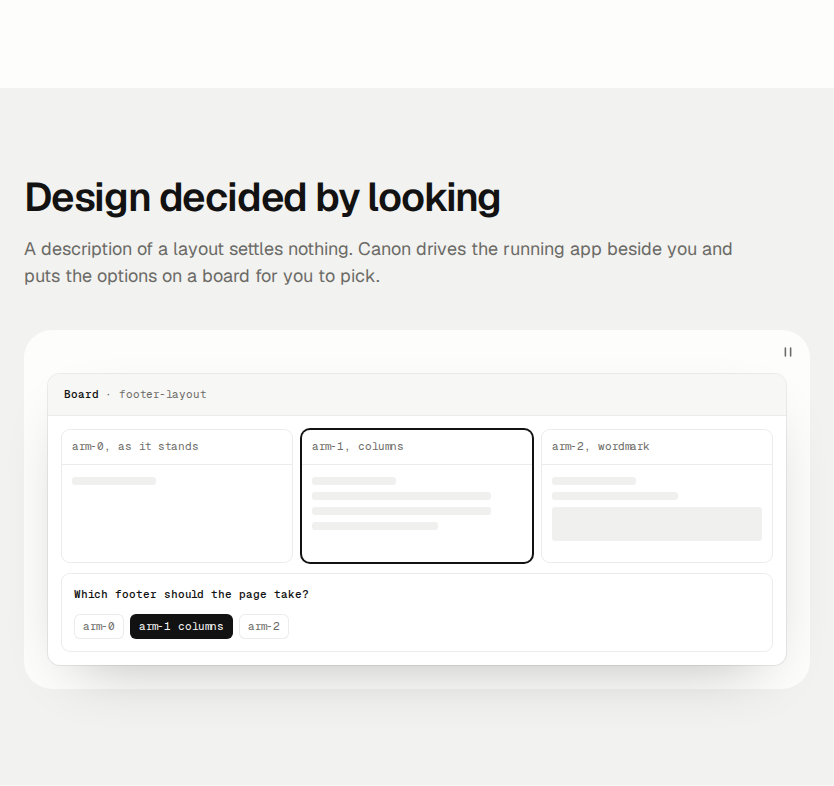 Design decided by looking
A description of a layout settles nothing. Canon drives the running app beside you and
puts the options on a board for you to pick.
Board · footer-layout
arm-0, as it stands
arm-1, columns
arm-2, wordmark
Which footer should the page take?
arm-0
arm-1 columns
arm-2